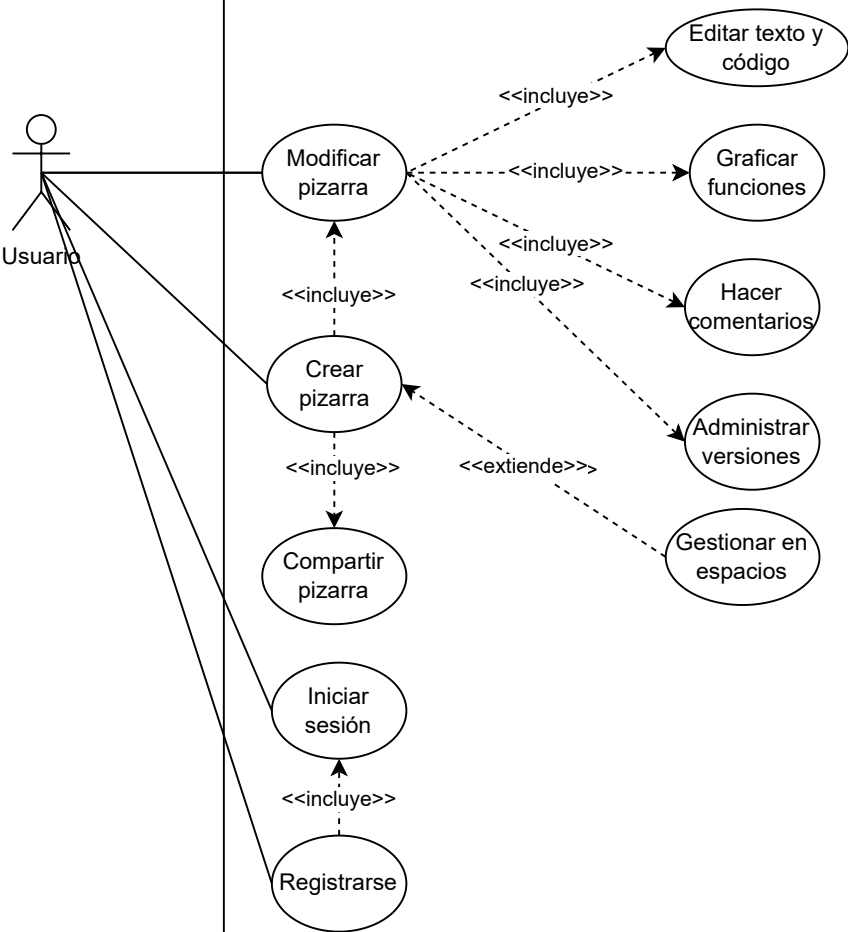 Editar texto y
código
<<incluye>>
Modificar
pizarra
<<incluye>>
Graficar
funciones
Usuario
<<incluye>>
<<incluye>>
<<incluye>>
Hacer
comentarios
Crear
pizarra
Administrar
versiones
<<incluye>>
<<extiende>>
Compartir
pizarra
Gestionar en
espacios
Iniciar
sesión
<<incluye>>
Registrarse